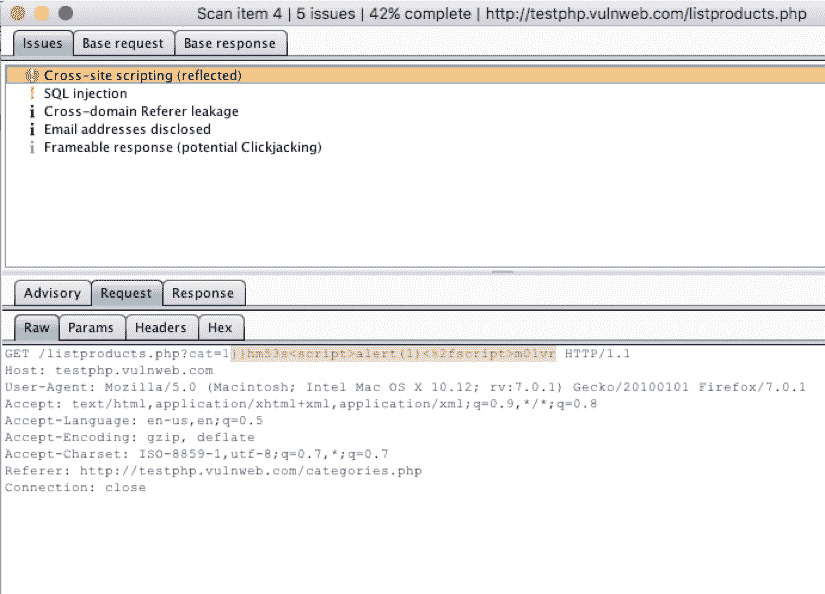 Scan item 4 | 5 issues | 42% complete | http://testphp.vulnweb.com/listproducts.php
Issues Base request Base response
Cross-site scripting (reflected)
SQL injection
Cross-domain Referer leakage
Email addresses disclosed
Frameable response (potential Clickjacking)
Advisory Request Response
Raw Params Headers Hex
GET /listproducts.php?cat=1 HTTP/1.1
Host: testphp.vulnweb.com
User-Agent: Mozilla/5.0 (Macintosh; Intel Mac OS X 10.12; rv:7.0.1) Gecko/20100101 Firefox/7.0.1
Accept: text/html,application/xhtml+xml,application/xml;q=0.9,*/*;q=0.8
Accept-Language: en-us,en;q=0.5
Accept-Encoding: gzip, deflate
Accept-Charset: ISO-8859-1,utf-8;q=0.7,*;q=0.7
Referer: http://testphp.vulnweb.com/categories.php
Connection: close